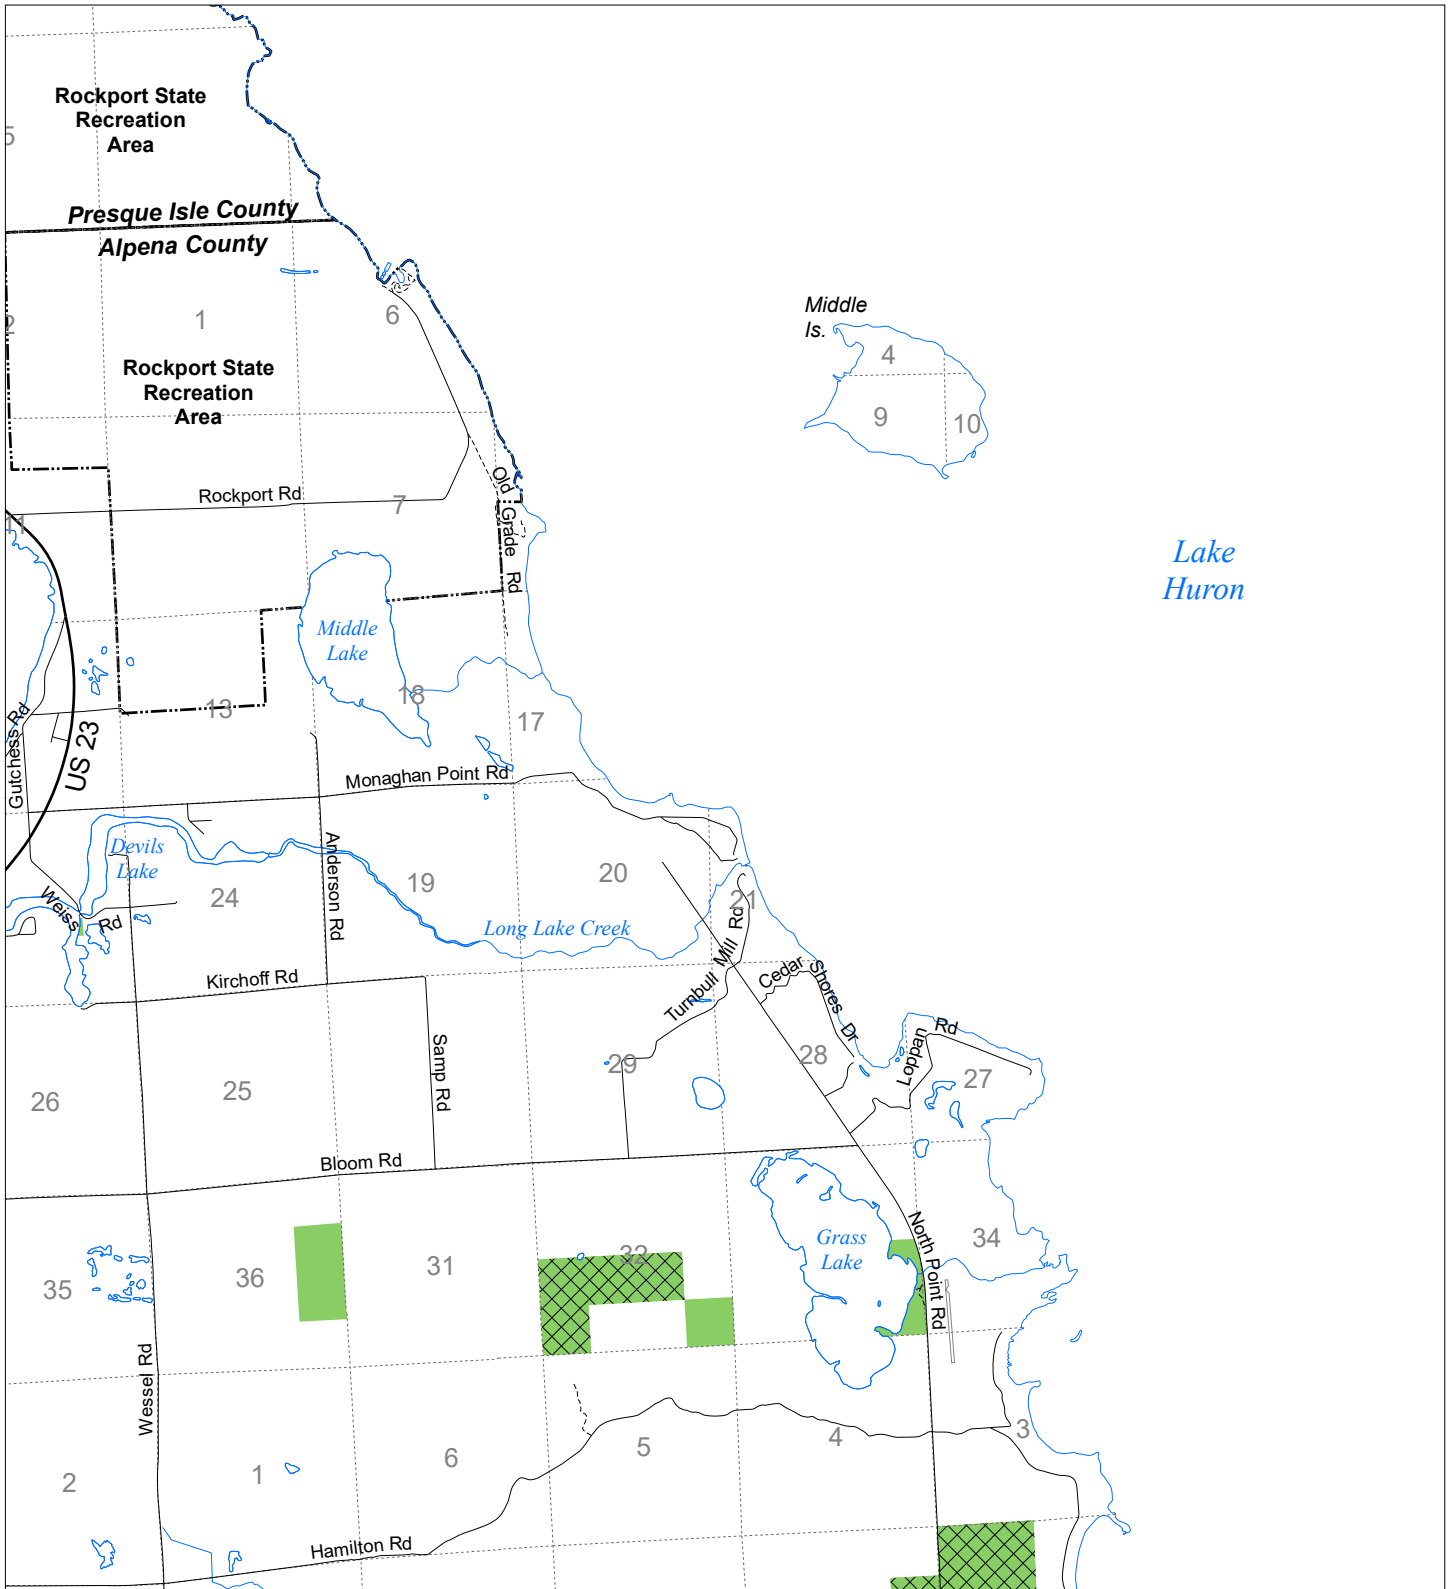 Rockport State
Recreation
Area
5
Presque Isle County
Alpena County
1
6
2
Rockport State
Recreation
Area
Middle
Is.
4
9
10
Old Grade Rd
Rockport Rd
7
11
Lake
Huron
Middle
Lake
18
13
17
Gutchess Rd
US 23
Monaghan Point Rd
Devils
Lake
Anderson Rd
24
19
20
21
Weiss Rd
Long Lake Creek
Turnbull Mill Rd
Cedar Shores Dr
Kirchoff Rd
Samp Rd
Loppan Rd
28
29
27
26
25
Bloom Rd
North Point Rd
Grass
Lake
34
32
31
36
35
Wessel Rd
3
4
5
6
1
2
Hamilton Rd